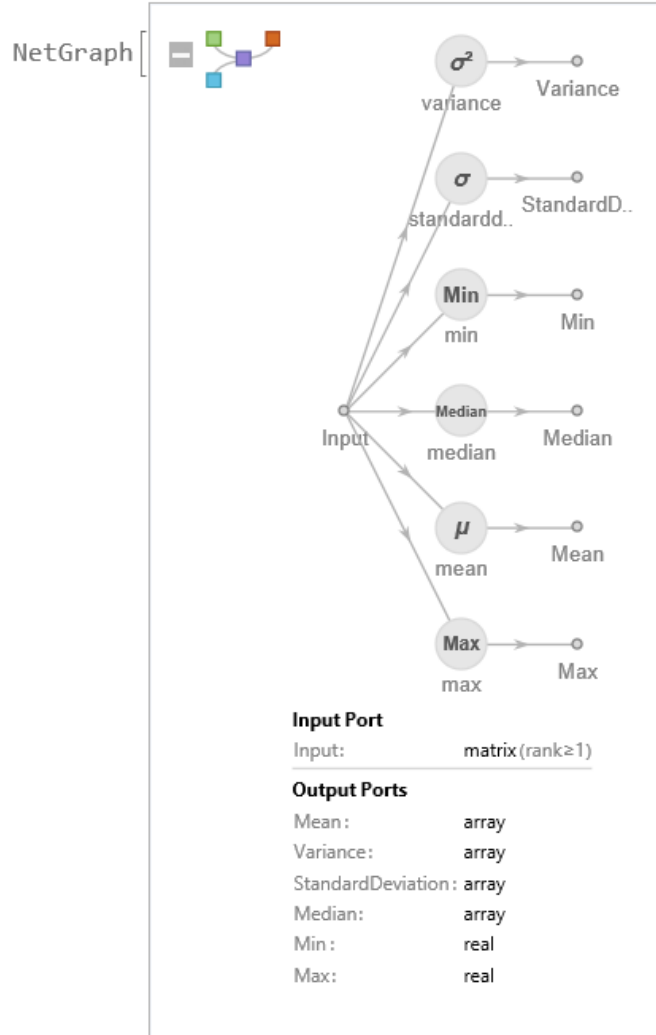 NetGraph
σ²
variance
Variance
σ
standardd..
StandardD..
Min
min
Min
Input
Median
median
Median
μ
mean
Mean
Max
max
Max
Input Port
Input: matrix (rank≥1)
Output Ports
Mean: array
Variance: array
StandardDeviation: array
Median: array
Min: real
Max: real